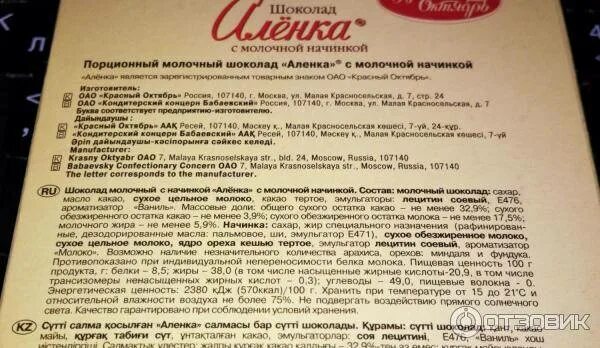 Шоколад
Алёнка®
с молочной начинкой
Октябрь
Порционный молочный шоколад «Аленка»® с молочной начинкой
«Алёнка» является зарегистрированным товарным знаком ОАО «Красный Октябрь»
Изготовитель:
ОАО «Красный Октябрь» Россия, 107140, г. Москва, ул. Малая Красносельская, д. 7, стр. 24
ОАО «Кондитерский концерн Бабаевский» Россия, 107140, г. Москва, ул. Малая Красносельская, д. 7
Буква соответствует предприятию-изготовителю.
Дайындаушы :
«Красный Октябрь» ААҚ Ресей, 107140, Маскеу қ., Малая Красносельская көшесі, 7-үй, 24-құр.
«Кондитерский концерн Бабаевский» ААҚ Ресей, 107140, Мәскеу қ., Малая Красносельская көшесі, 7-үй.
Әрін дайындаушы-кәсіпорынға сәйкес келеді.
Manufacturer:
Krasny Oktyabr OAO 7, Malaya Krasnoselskaya str., bld. 24, Moscow, Russia, 107140
Babaevsky Confectionary Concern OAO 7, Malaya Krasnoselskaya str., Moscow, Russia, 107140
The letter corresponds to the manufacturer.
RU Шоколад молочный с начинкой «Алёнка» с молочной начинкой. Состав: молочный шоколад: сахар,
масло какао, сухое цельное молоко, какао тертое, эмульгаторы: лецитин соевый, Е476,
ароматизатор «Ваниль». Массовые доли: общего сухого остатка какао – не менее 32,9%; сухого
обезжиренного остатка какао – не менее 3,9%; сухого обезжиренного остатка молока – не менее 17,5%;
молочного жира – не менее 5,9%. Начинка: сахар, жир специального назначения (рафинирован-
ные, дезодорированные масла: пальмовое, ши, эмульгатор Е471), сухое обезжиренное молоко,
сухое цельное молоко, ядро ореха кешью тертое, эмульгатор лецитин соевый, ароматизатор
«Молоко». Возможно наличие незначительного количества арахиса, орехов: миндаля и фундука.
Противопоказано при индивидуальной непереносимости белка молока. Пищевая ценность 100 г
продукта, г: белки – 8,5; жиры – 38,0 (в том числе насыщенные жирные кислоты-20,9, в том числе
трансизомеры ненасыщенных жирных кислот – 0,3); углеводы – 49,0, пищевые волокна – 0.
Энергетическая ценность: 2380 кДж (570ккал)/100 г. Хранить при температуре от 15 до 21°С и
относительной влажности воздуха не более 75%. Не подвергать воздействию прямого солнечного
света. Качество гарантировано при соблюдении условий хранения.
KZ Сүтті салма қосылған «Аленка» салмасы бар сүтті шоколады. Құрамы: сүтті шоколад: қант, какао
майы, құрғақ табиғи сүт, ұнтақталған какао, эмульгаторлар: соя лецитині, Е476, «Ваниль» хош
отзовик